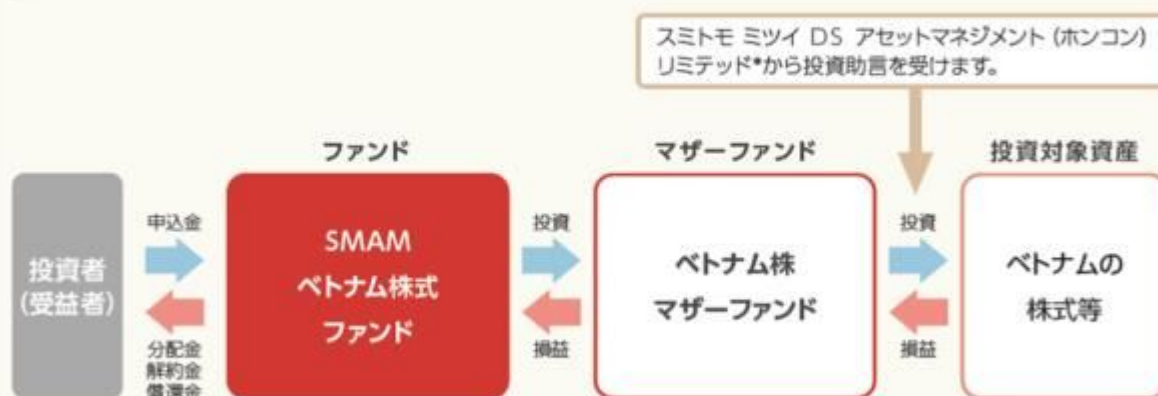 スミトモ ミツイ DS アセットマネジメント (ホンコン)
リミテッド*から投資助言を受けます。
ファンド
マザーファンド
投資対象資産
投資者
(受益者)
申込金
分配金
解約金
償還金
SMAM
ベトナム株式
ファンド
投資
損益
ベトナム株
マザーファンド
投資
損益
ベトナムの
株式等